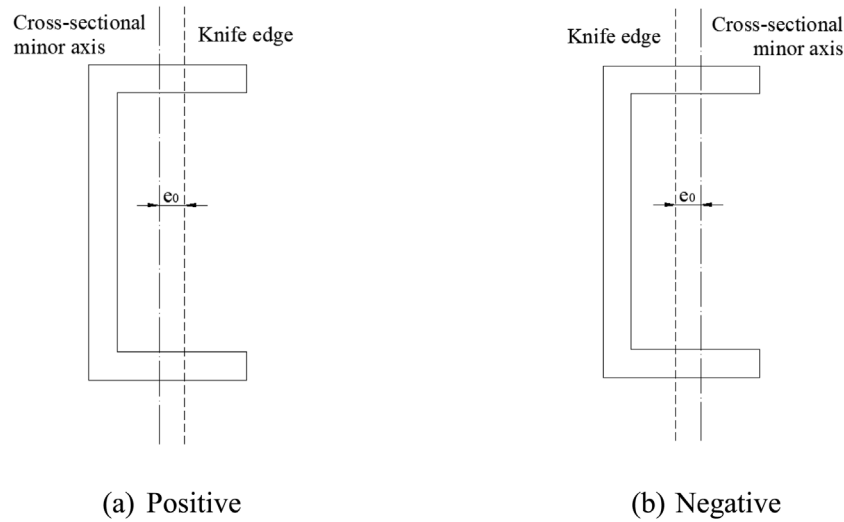 Cross-sectional
minor axis
Knife edge
e₀
(a) Positive
Knife edge
Cross-sectional
minor axis
e₀
(b) Negative